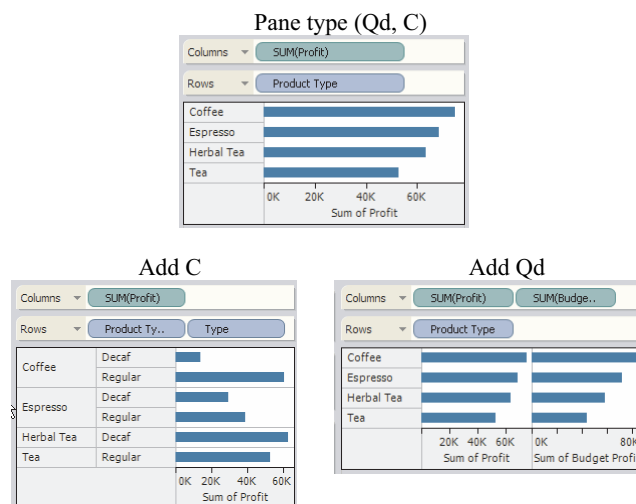 Pane type (Qd, C)
Columns SUM(Profit)
Rows Product Type
Coffee
Espresso
Herbal Tea
Tea
0K 20K 40K 60K
Sum of Profit
Add C
Columns SUM(Profit)
Rows Product Ty.. Type
Coffee Decaf
Regular
Espresso Decaf
Regular
Herbal Tea Decaf
Tea Regular
0K 20K 40K 60K
Sum of Profit
Add Qd
Columns SUM(Profit) SUM(Budge..
Rows Product Type
Coffee
Espresso
Herbal Tea
Tea
20K 40K 60K 0K 80K
Sum of Profit Sum of Budget Profi